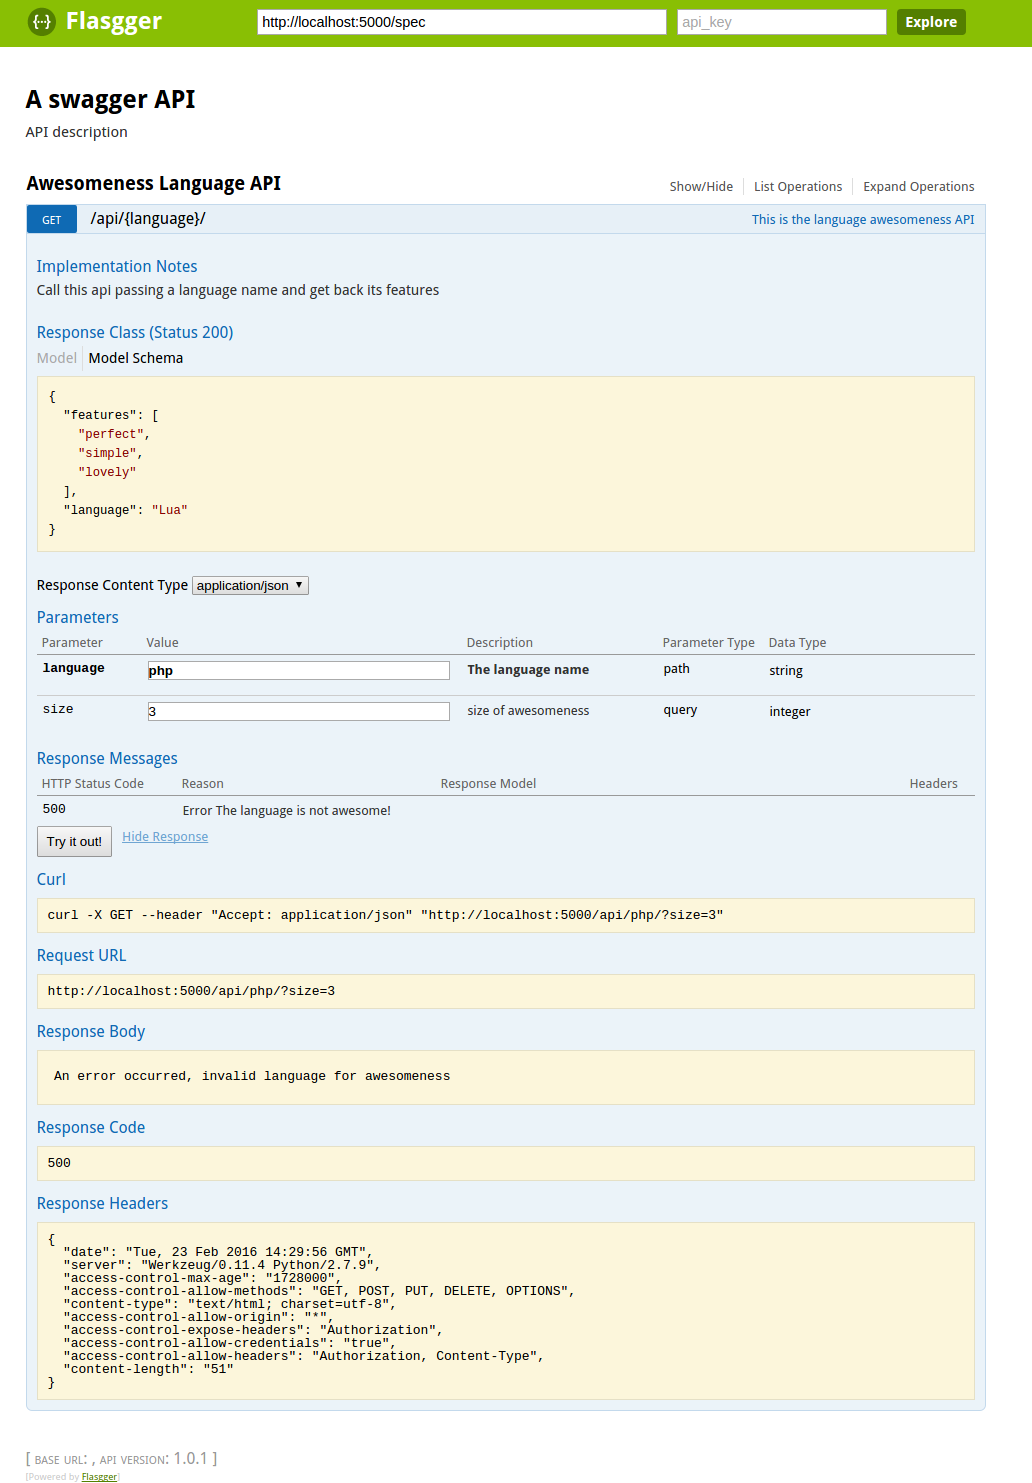 {··} Flasgger http://localhost:5000/spec api_key Explore
A swagger API
API description
Awesomeness Language API Show/Hide List Operations Expand Operations
GET /api/{language}/ This is the language awesomeness API
Implementation Notes
Call this api passing a language name and get back its features
Response Class (Status 200)
Model Model Schema
{
  "features": [
    "perfect",
    "simple",
    "lovely"
  ],
  "language": "Lua"
}
Response Content Type application/json
Parameters
Parameter Value Description Parameter Type Data Type
language php The language name path string
size 3 size of awesomeness query integer
Response Messages
HTTP Status Code Reason Response Model Headers
500 Error The language is not awesome!
Try it out! Hide Response
Curl
curl -X GET --header "Accept: application/json" "http://localhost:5000/api/php/?size=3"
Request URL
http://localhost:5000/api/php/?size=3
Response Body
An error occurred, invalid language for awesomeness
Response Code
500
Response Headers
{
  "date": "Tue, 23 Feb 2016 14:29:56 GMT",
  "server": "Werkzeug/0.11.4 Python/2.7.9",
  "access-control-max-age": "1728000",
  "access-control-allow-methods": "GET, POST, PUT, DELETE, OPTIONS",
  "content-type": "text/html; charset=utf-8",
  "access-control-allow-origin": "*",
  "access-control-expose-headers": "Authorization",
  "access-control-allow-credentials": "true",
  "access-control-allow-headers": "Authorization, Content-Type",
  "content-length": "51"
}
[ BASE URL: , API VERSION: 1.0.1 ]
[Powered by Flasgger]